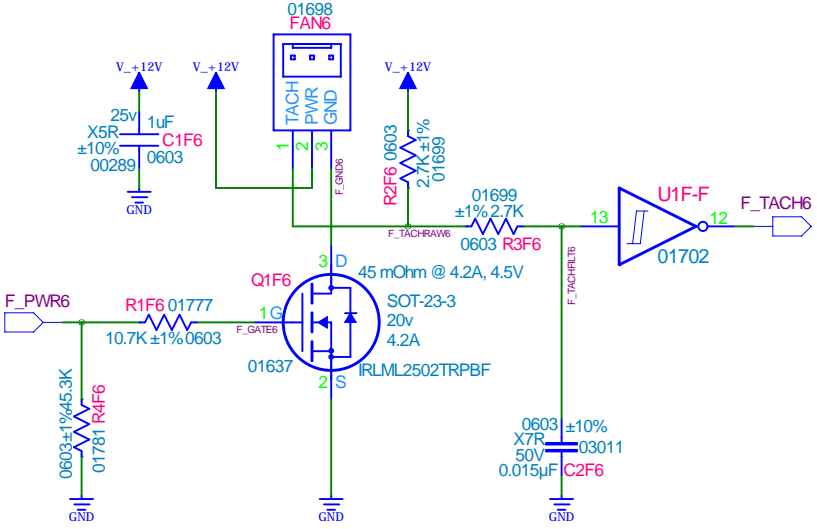 01698
FAN6
V_+12V
V_+12V
V_+12V
TACH
PWR
GND
1
2
3
25v
1uF
X5R
C1F6
±10%
0603
00289
GND
F_GND6
R2F6 0603
2.7K ±1%
01699
01699
±1% 2.7K
0603 R3F6
F_TACHRAW6
U1F-F
13
12
01702
F_TACH6
F_TACHFILT6
3 D
45 mOhm @ 4.2A, 4.5V
Q1F6
SOT-23-3
20v
4.2A
1 G
F_GATE6
01637
2 S
IRLML2502TRPBF
F_PWR6
R1F6 01777
10.7K ±1% 0603
0603 ±1% 45.3K
01781 R4F6
GND
GND
0603 ±10%
X7R
03011
50V
0.015µF C2F6
GND